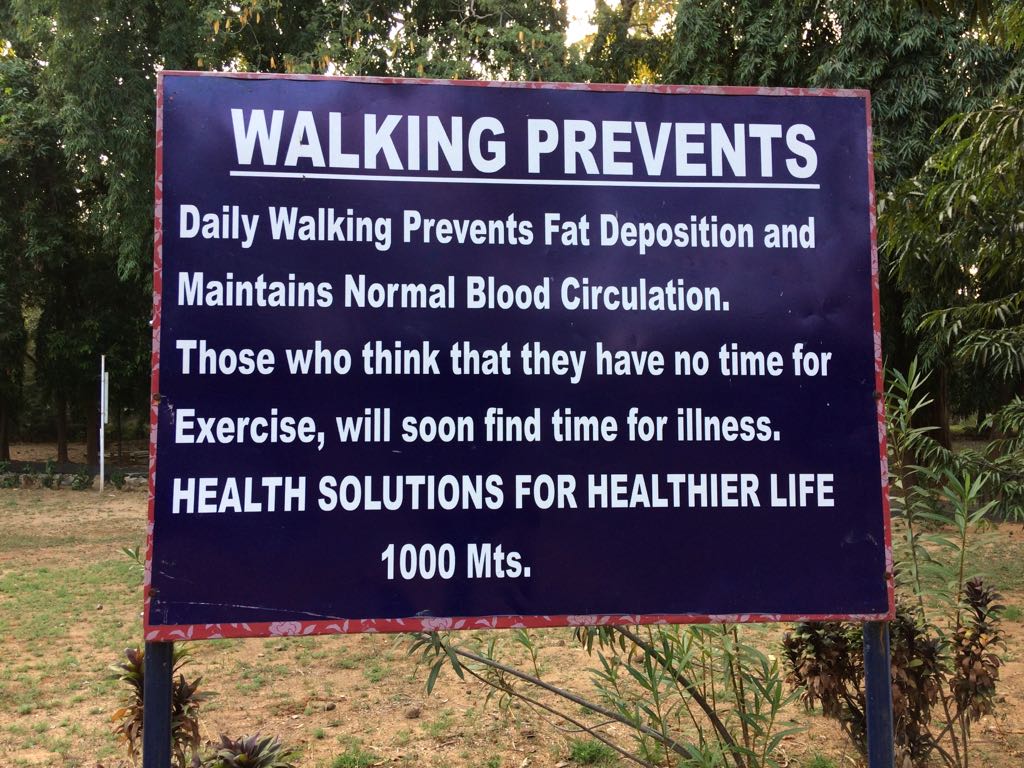 WALKING PREVENTS
Daily Walking Prevents Fat Deposition and
Maintains Normal Blood Circulation.
Those who think that they have no time for
Exercise, will soon find time for illness.
HEALTH SOLUTIONS FOR HEALTHIER LIFE
1000 Mts.